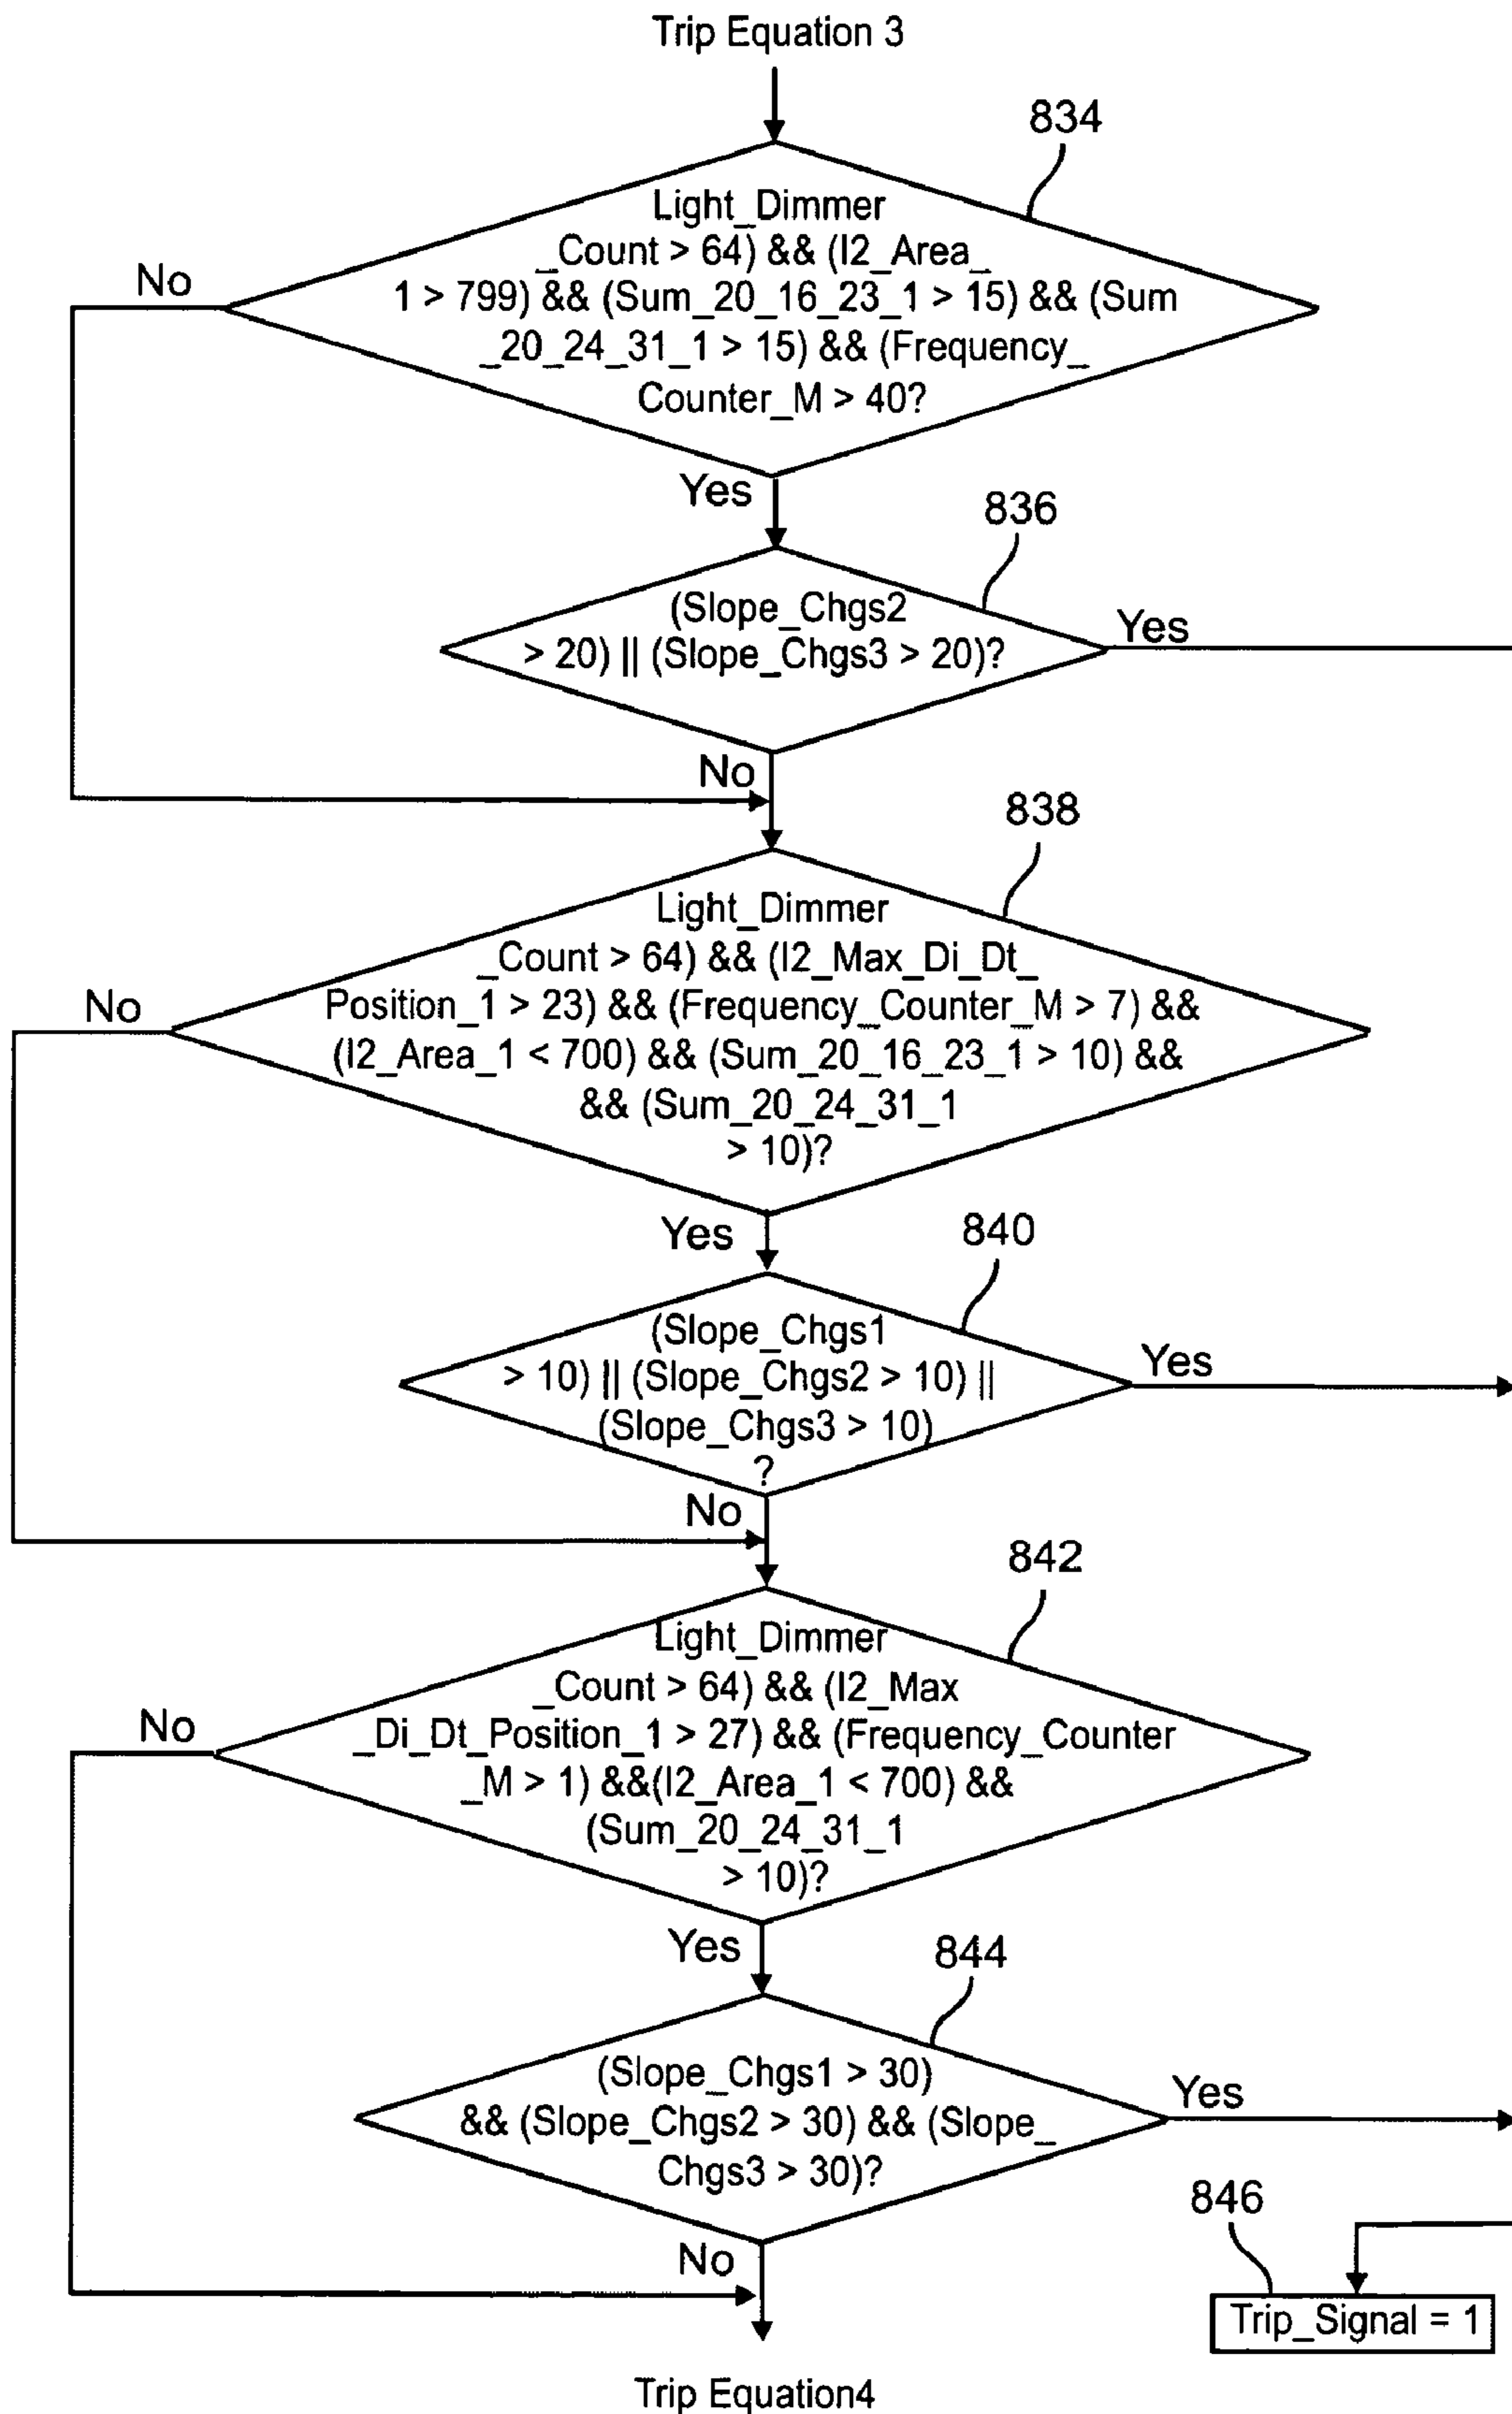 Trip Equation 3
834
Light_Dimmer
_Count > 64) && (I2_Area_
1 > 799) && (Sum_20_16_23_1 > 15) && (Sum
_20_24_31_1 > 15) && (Frequency_
Counter_M > 40?
No
Yes
836
(Slope_Chgs2
> 20) || (Slope_Chgs3 > 20)?
Yes
No
838
Light_Dimmer
_Count > 64) && (I2_Max_Di_Dt_
Position_1 > 23) && (Frequency_Counter_M > 7) &&
(I2_Area_1 < 700) && (Sum_20_16_23_1 > 10) &&
&& (Sum_20_24_31_1
> 10)?
No
Yes
840
(Slope_Chgs1
> 10) || (Slope_Chgs2 > 10) ||
(Slope_Chgs3 > 10)
?
Yes
No
842
Light_Dimmer
_Count > 64) && (I2_Max
_Di_Dt_Position_1 > 27) && (Frequency_Counter
_M > 1) &&(I2_Area_1 < 700) &&
(Sum_20_24_31_1
> 10)?
No
Yes
844
(Slope_Chgs1 > 30)
&& (Slope_Chgs2 > 30) && (Slope_
Chgs3 > 30)?
Yes
No
846
Trip_Signal = 1
Trip Equation4